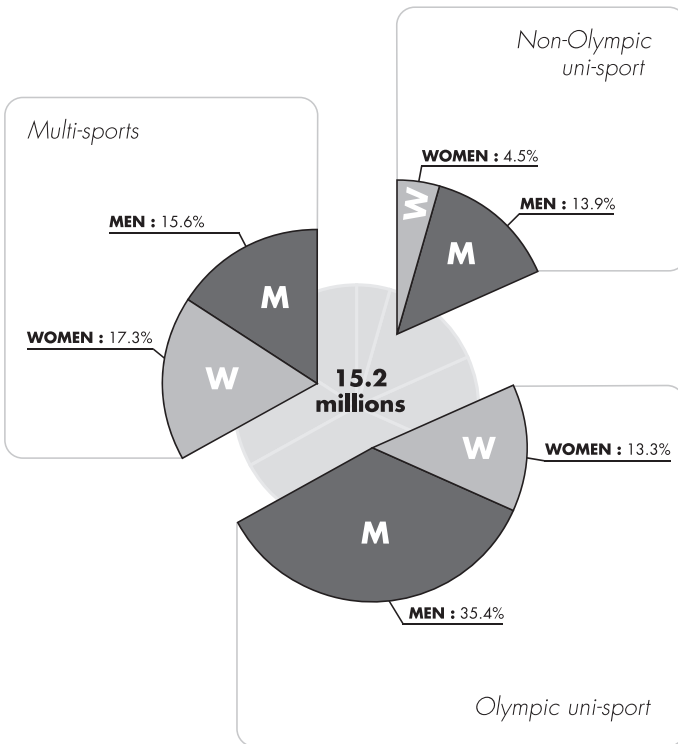 Non-Olympic
uni-sport
Multi-sports
WOMEN : 4.5%
MEN : 13.9%
W
M
MEN : 15.6%
WOMEN : 17.3%
M
W
15.2
millions
W
WOMEN : 13.3%
M
MEN : 35.4%
Olympic uni-sport